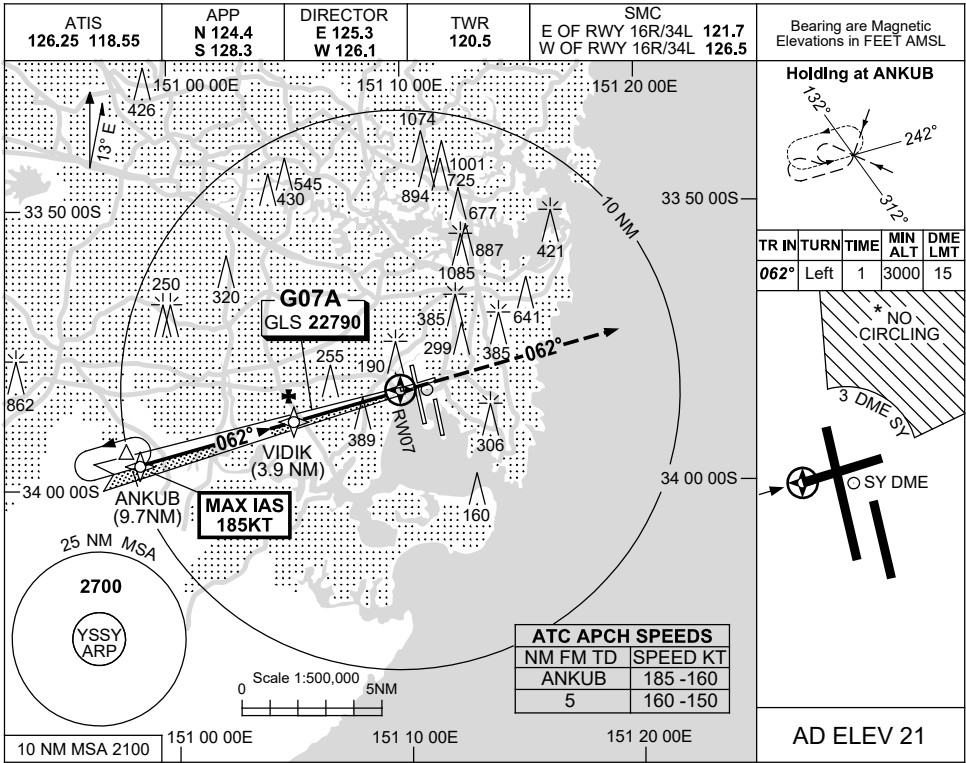 ATIS
126.25 118.55
APP
N 124.4
S 128.3
DIRECTOR
E 125.3
W 126.1
TWR
120.5
SMC
E OF RWY 16R/34L 121.7
W OF RWY 16R/34L 126.5
Bearing are Magnetic
Elevations in FEET AMSL
151 00 00E
151 10 00E
151 20 00E
426
13° E
1074
1001
725
894
545
430
677
10 NM
33 50 00S
33 50 00S
887
421
1085
250
320
G07A
GLS 22790
385
641
299
385
255
190
062°
862
062°
VIDIK
(3.9 NM)
389
RW07
306
34 00 00S
34 00 00S
ANKUB
(9.7NM)
MAX IAS
185KT
160
25 NM MSA
2700
YSSY
ARP
Scale 1:500,000
0 5NM
ATC APCH SPEEDS
NM FM TD SPEED KT
ANKUB 185 -160
5 160 -150
10 NM MSA 2100
151 00 00E
151 10 00E
151 20 00E
Holding at ANKUB
132°
242°
312°
TR IN TURN TIME MIN ALT DME LMT
062° Left 1 3000 15
* NO
CIRCLING
3 DME SY
SY DME
AD ELEV 21